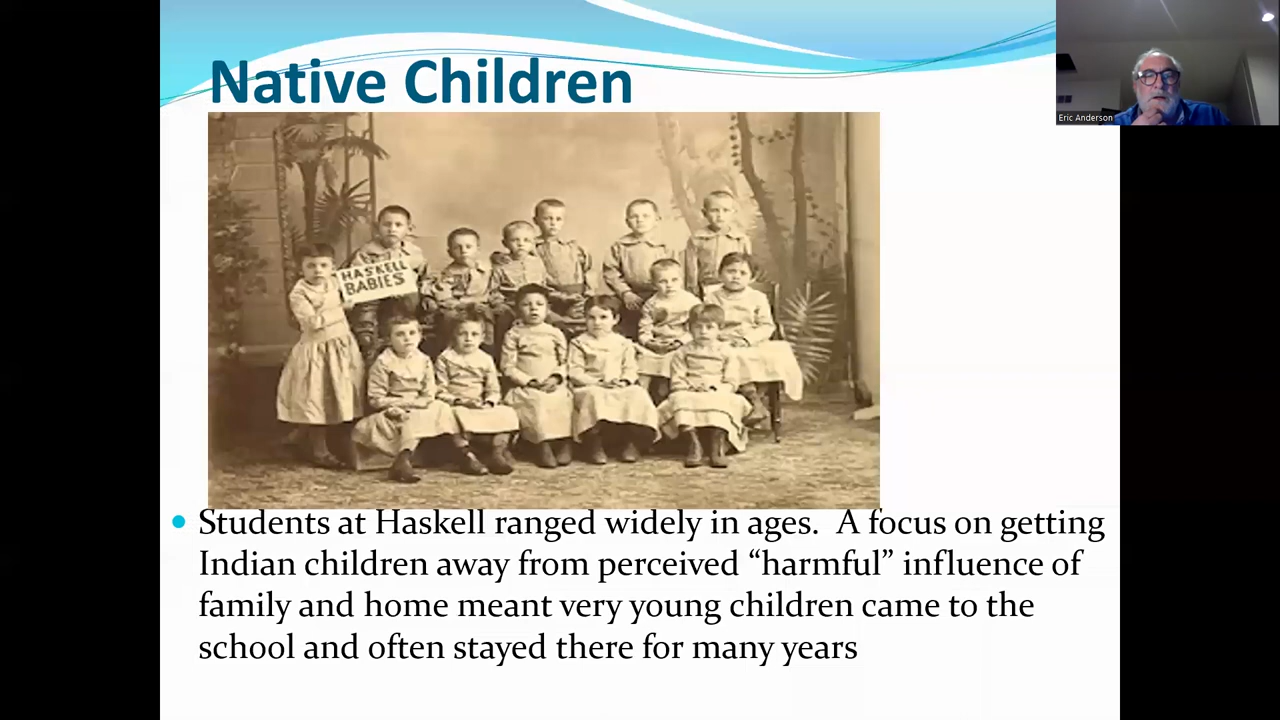 Native Children
Eric Anderson
HASKELL
BABIES
Students at Haskell ranged widely in ages.  A focus on getting
Indian children away from perceived “harmful” influence of
family and home meant very young children came to the
school and often stayed there for many years